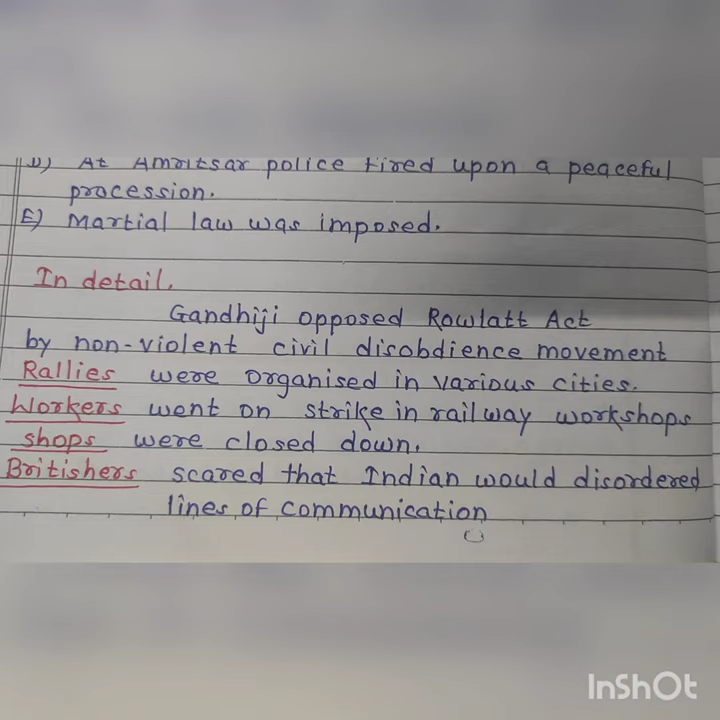 D) At Amritsar police fired upon a peaceful
procession.
E) Martial law was imposed.
In detail.
Gandhiji opposed Rowlatt Act
by non-violent civil disobdience movement
Rallies were organised in various cities.
Workers went on strike in railway workshops
shops were closed down.
Britishers scared that Indian would disordered
lines of communication
InShOt